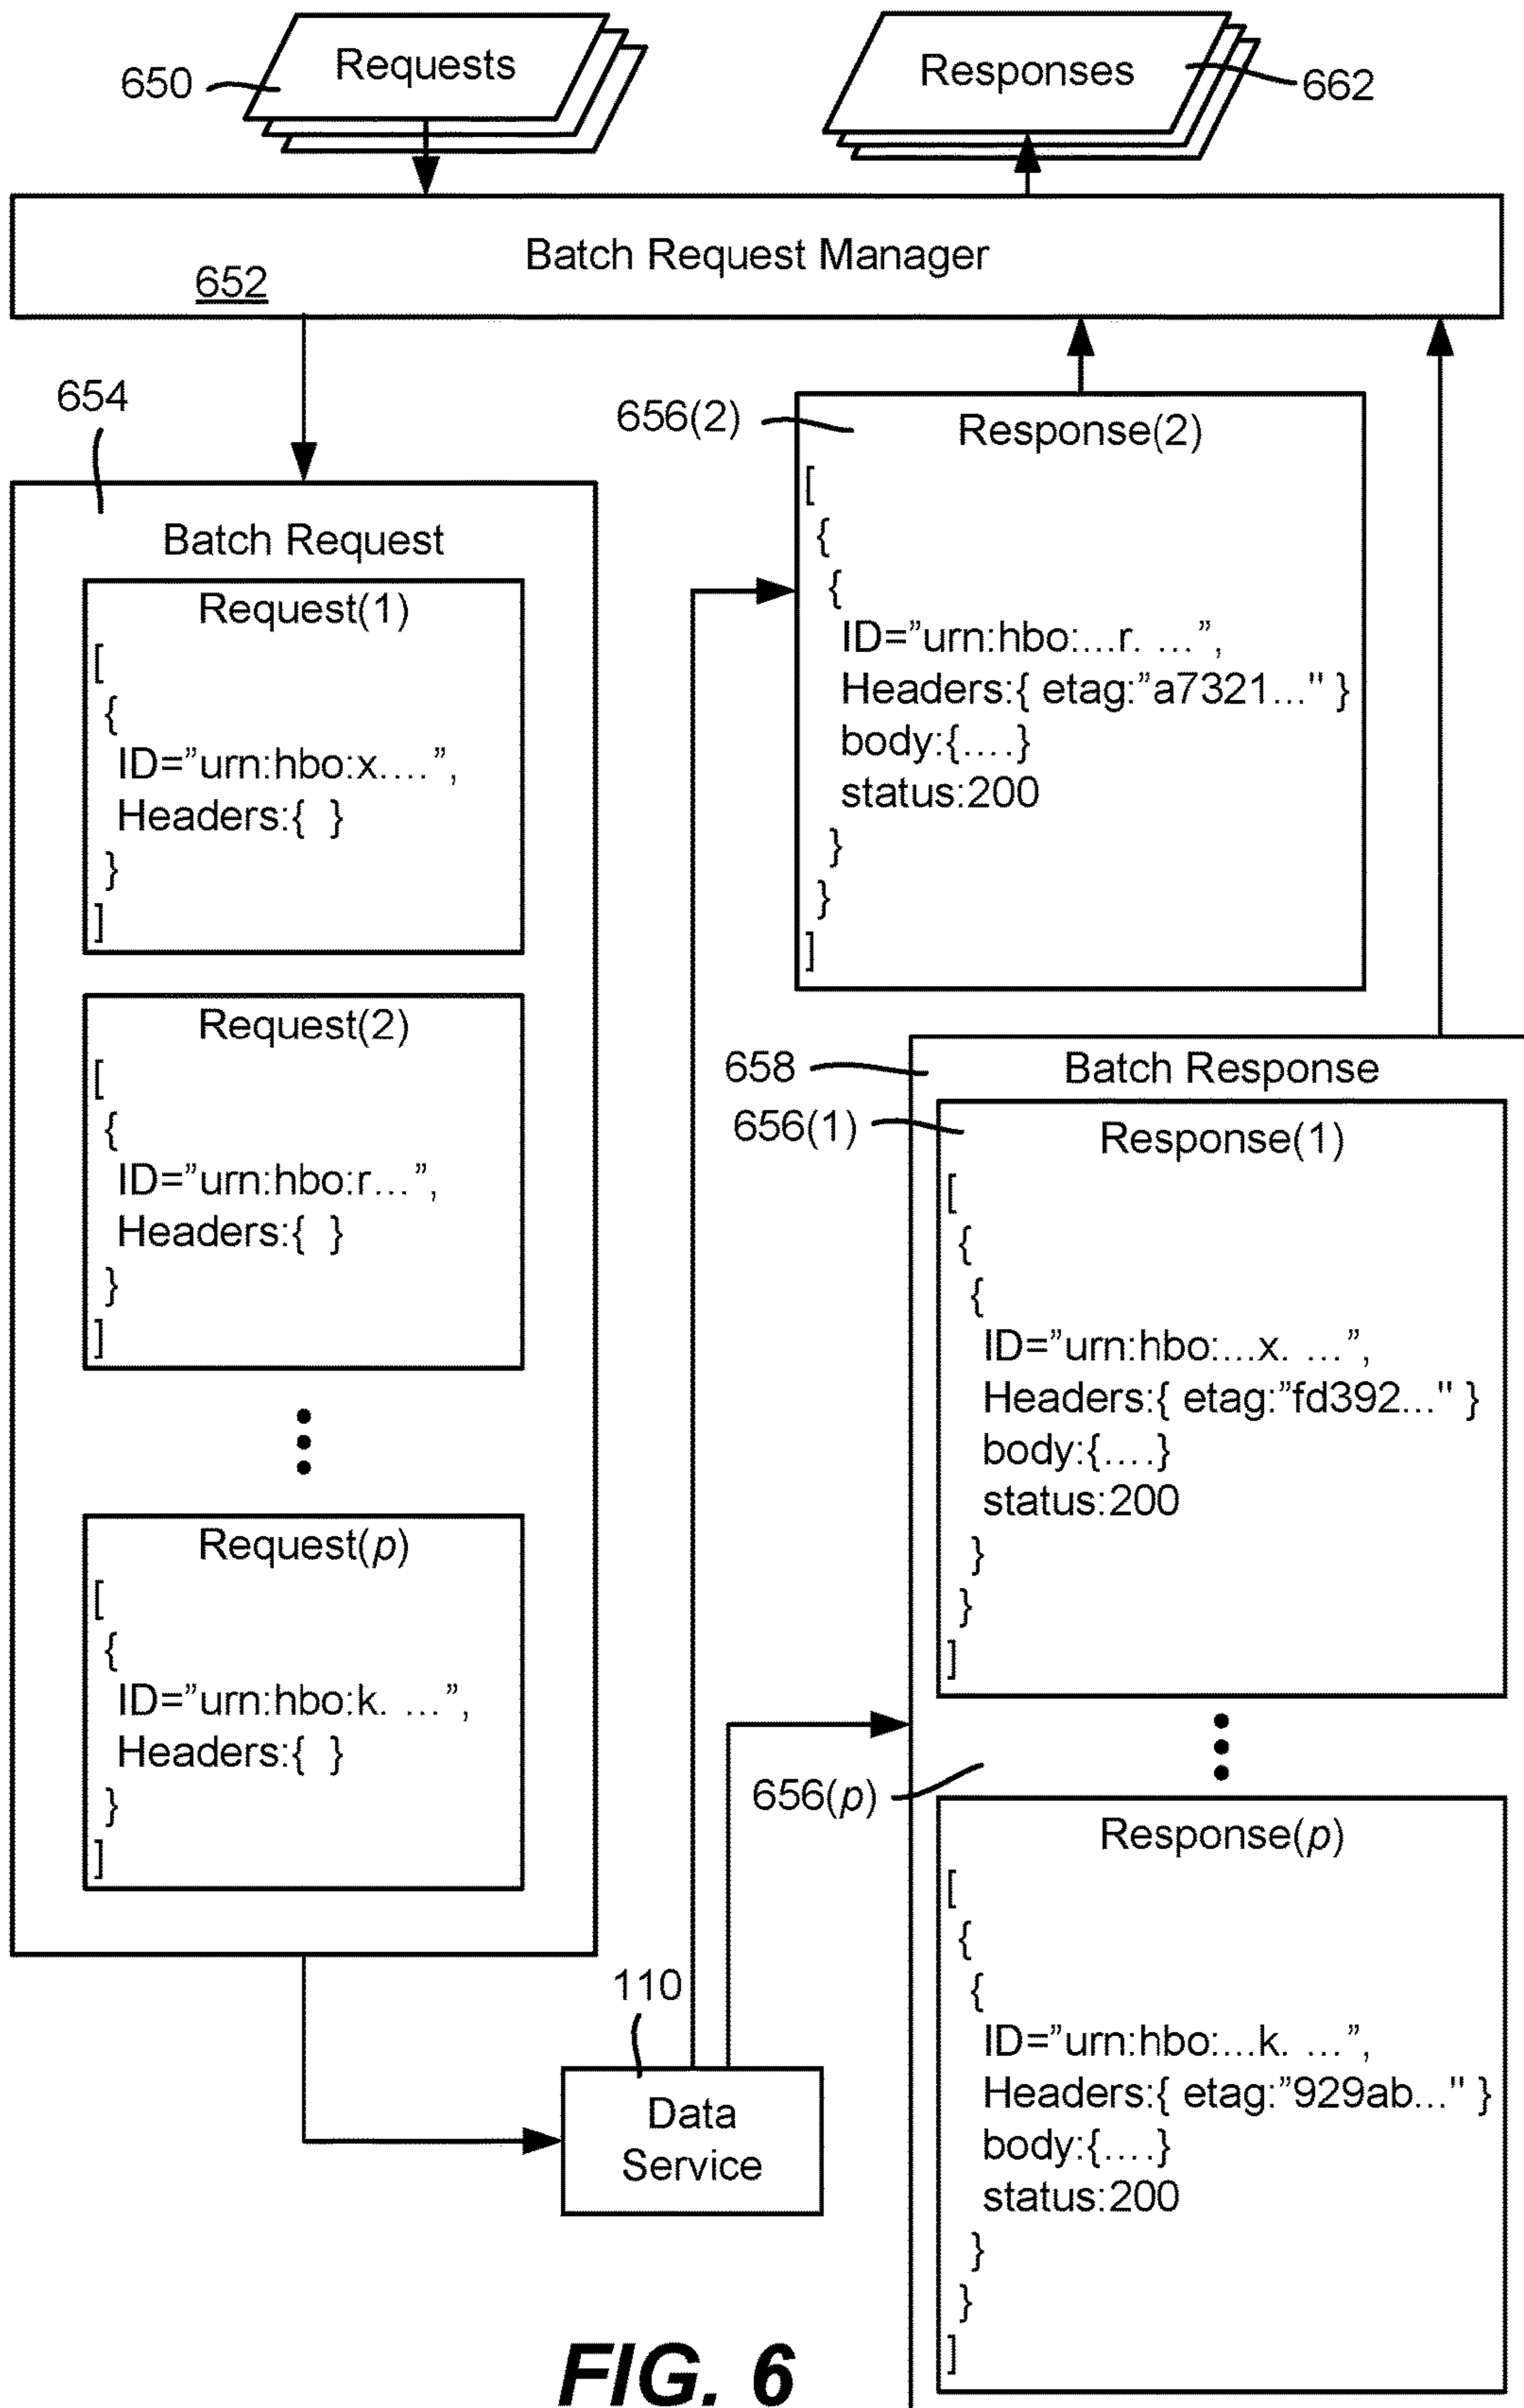 Requests
650
Responses
662
Batch Request Manager
652
654
Batch Request
Request(1)
[
{
ID=”urn:hbo:x....”,
Headers:{ }
}
]
Request(2)
[
{
ID=”urn:hbo:r...”,
Headers:{ }
}
]
Request(p)
[
{
ID=”urn:hbo:k. ...”,
Headers:{ }
}
]
110
Data
Service
656(2)
Response(2)
[
{
{
ID=”urn:hbo:...r. ...”,
Headers:{ etag:”a7321..." }
body:{....}
status:200
}
}
]
658
Batch Response
656(1)
Response(1)
[
{
{
ID=”urn:hbo:...x. ...”,
Headers:{ etag:”fd392..." }
body:{....}
status:200
}
}
]
656(p)
Response(p)
[
{
{
ID=”urn:hbo:...k. ...”,
Headers:{ etag:”929ab..." }
body:{....}
status:200
}
}
]
FIG. 6